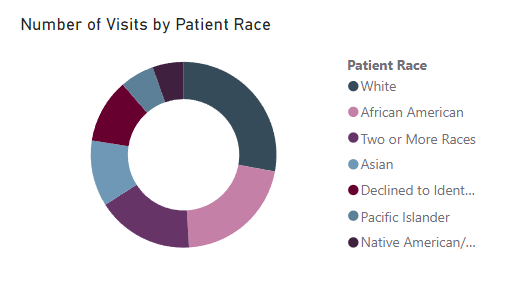 Number of Visits by Patient Race
Patient Race
White
African American
Two or More Races
Asian
Declined to Ident...
Pacific Islander
Native American/...